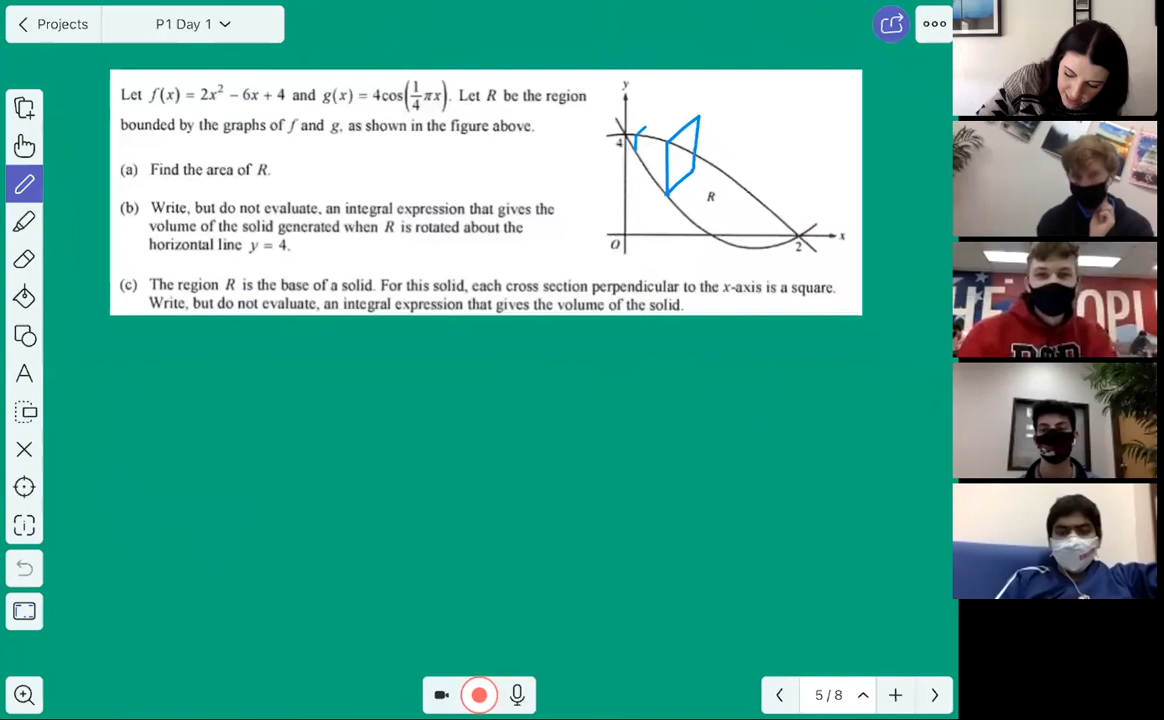 Projects
P1 Day 1
Let f(x) = 2x² − 6x + 4 and g(x) = 4cos(1/4 πx). Let R be the region
bounded by the graphs of f and g, as shown in the figure above.
(a) Find the area of R.
(b) Write, but do not evaluate, an integral expression that gives the
volume of the solid generated when R is rotated about the
horizontal line y = 4.
(c) The region R is the base of a solid. For this solid, each cross section perpendicular to the x-axis is a square.
Write, but do not evaluate, an integral expression that gives the volume of the solid.
y
4
R
O
2
x
A
5 / 8
THE
OPL